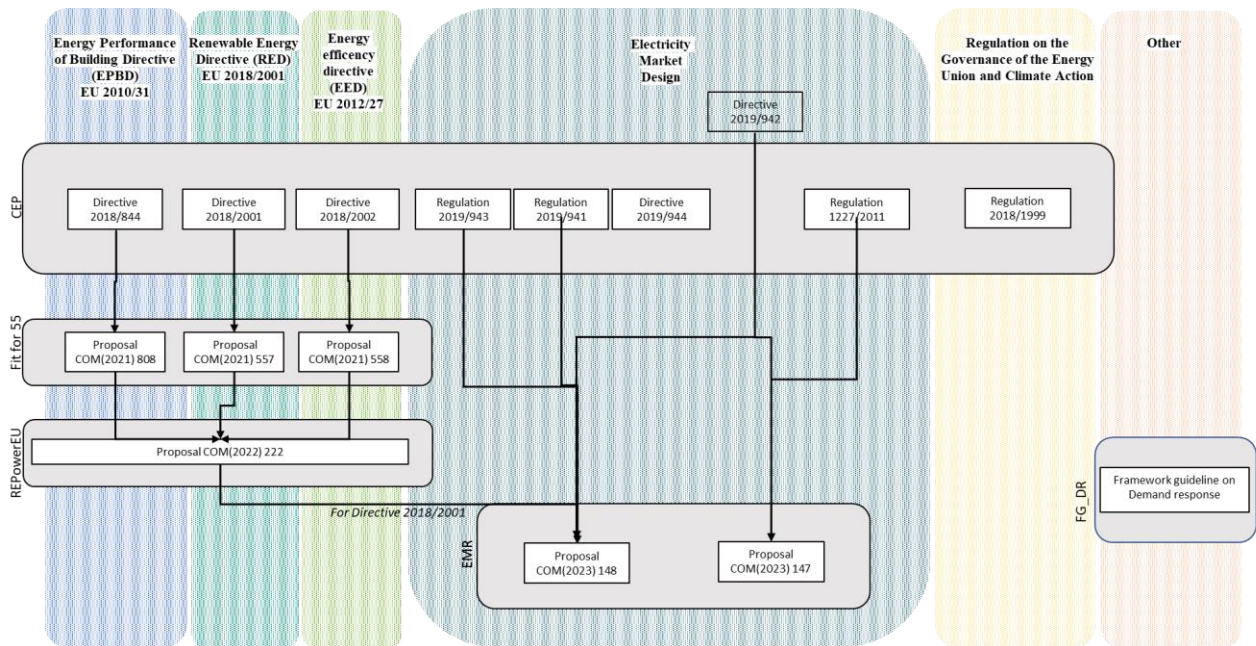 Energy Performance
of Building Directive
(EPBD)
EU 2010/31
Renewable Energy
Directive (RED)
EU 2018/2001
Energy
efficency
directive
(EED)
EU 2012/27
Electricity
Market
Design
Regulation on the
Governance of the Energy
Union and Climate Action
Other
Directive
2019/942
CEP
Directive
2018/844
Directive
2018/2001
Directive
2018/2002
Regulation
2019/943
Regulation
2019/941
Directive
2019/944
Regulation
1227/2011
Regulation
2018/1999
Fit for 55
Proposal
COM(2021) 808
Proposal
COM(2021) 557
Proposal
COM(2021) 558
REPowerEU
Proposal COM(2022) 222
For Directive 2018/2001
FG_DR
Framework guideline on
Demand response
EMR
Proposal
COM(2023) 148
Proposal
COM(2023) 147